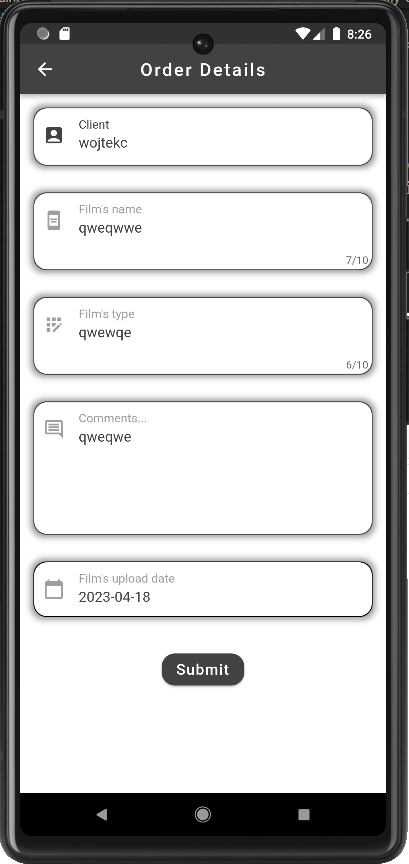 8:26
Order Details
Client
wojtekc
Film's name
qweqwwe
7/10
Film's type
qwewqe
6/10
Comments...
qweqwe
Film's upload date
2023-04-18
Submit